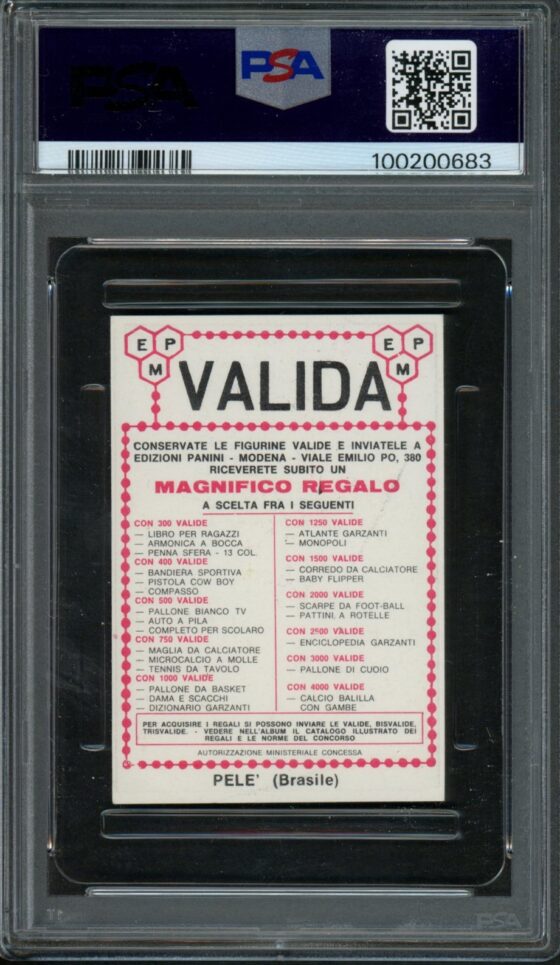 PSA
PSA
100200683
E P M
E P M
VALIDA
CONSERVATE LE FIGURINE VALIDE E INVIATELE A
EDIZIONI PANINI - MODENA - VIALE EMILIO PO, 380
RICEVERETE SUBITO UN
MAGNIFICO REGALO
A SCELTA FRA I SEGUENTI
CON 300 VALIDE
— LIBRO PER RAGAZZI
— ARMONICA A BOCCA
— PENNA SFERA - 13 COL.
CON 400 VALIDE
— BANDIERA SPORTIVA
— PISTOLA COW BOY
— COMPASSO
CON 500 VALIDE
— PALLONE BIANCO TV
— AUTO A PILA
— COMPLETO PER SCOLARO
CON 750 VALIDE
— MAGLIA DA CALCIATORE
— MICROCALCIO A MOLLE
— TENNIS DA TAVOLO
CON 1000 VALIDE
— PALLONE DA BASKET
— DAMA E SCACCHI
— DIZIONARIO GARZANTI
CON 1250 VALIDE
— ATLANTE GARZANTI
— MONOPOLI
CON 1500 VALIDE
— CORREDO DA CALCIATORE
— BABY FLIPPER
CON 2000 VALIDE
— SCARPE DA FOOT-BALL
— PATTINI A ROTELLE
CON 2500 VALIDE
— ENCICLOPEDIA GARZANTI
CON 3000 VALIDE
— PALLONE DI CUOIO
CON 4000 VALIDE
— CALCIO BALILLA
CON GAMBE
PER ACQUISIRE I REGALI SI POSSONO INVIARE LE VALIDE, BISVALIDE,
TRISVALIDE. - VEDERE NELL'ALBUM IL CATALOGO ILLUSTRATO DEI
REGALI E LE NORME DEL CONCORSO
AUTORIZZAZIONE MINISTERIALE CONCESSA
PELE' (Brasile)
PSA